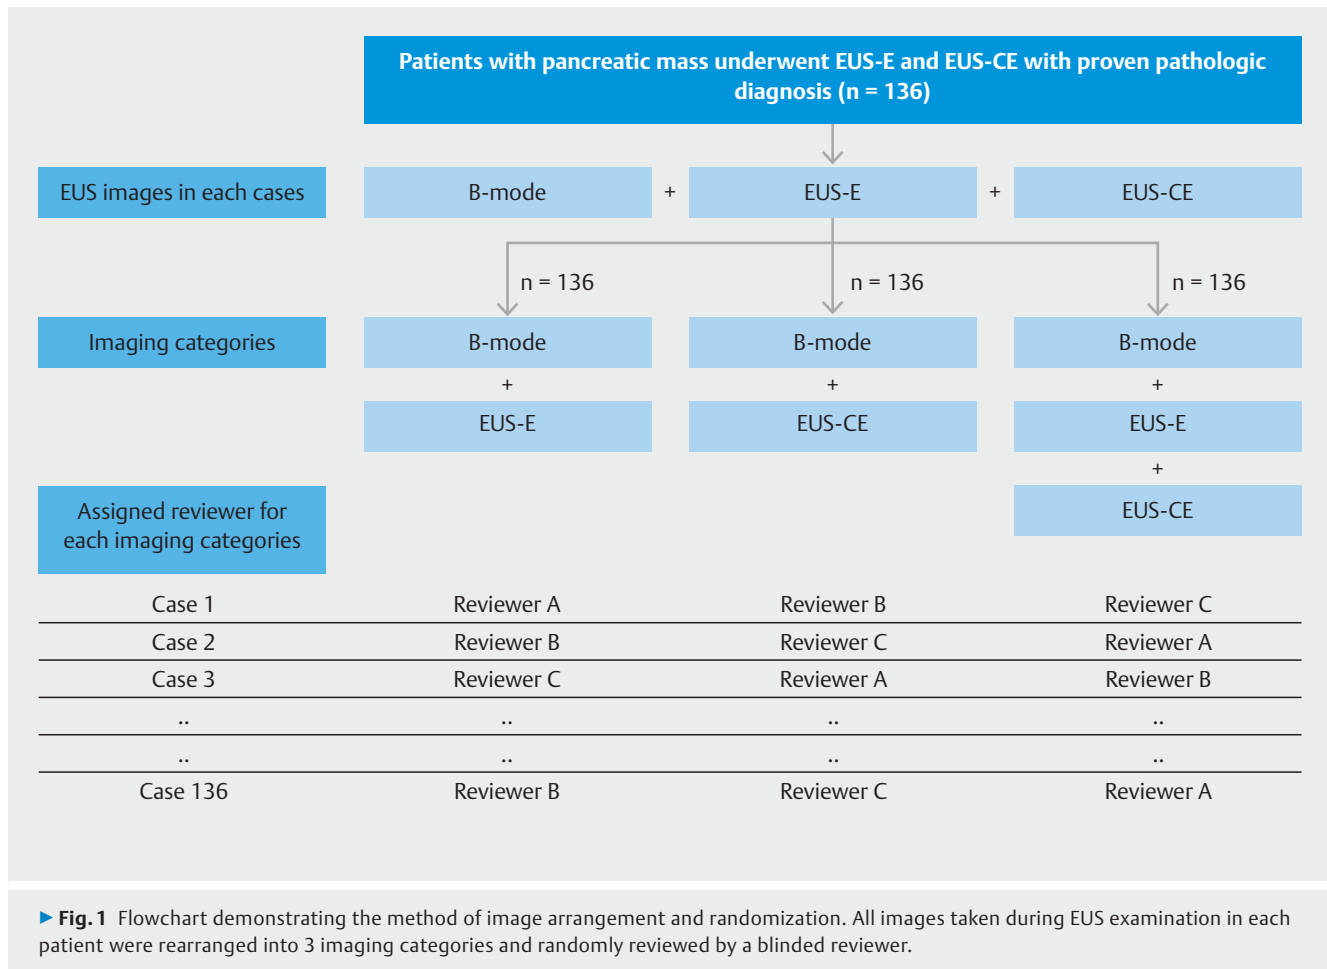 Patients with pancreatic mass underwent EUS-E and EUS-CE with proven pathologic
diagnosis (n = 136)
EUS images in each cases
B-mode + EUS-E + EUS-CE
n = 136 n = 136 n = 136
Imaging categories
B-mode B-mode B-mode
+ + +
EUS-E EUS-CE EUS-E
+
Assigned reviewer for
each imaging categories
EUS-CE
Case 1 Reviewer A Reviewer B Reviewer C
Case 2 Reviewer B Reviewer C Reviewer A
Case 3 Reviewer C Reviewer A Reviewer B
.. .. .. ..
.. .. .. ..
Case 136 Reviewer B Reviewer C Reviewer A
▶ Fig. 1 Flowchart demonstrating the method of image arrangement and randomization. All images taken during EUS examination in each
patient were rearranged into 3 imaging categories and randomly reviewed by a blinded reviewer.